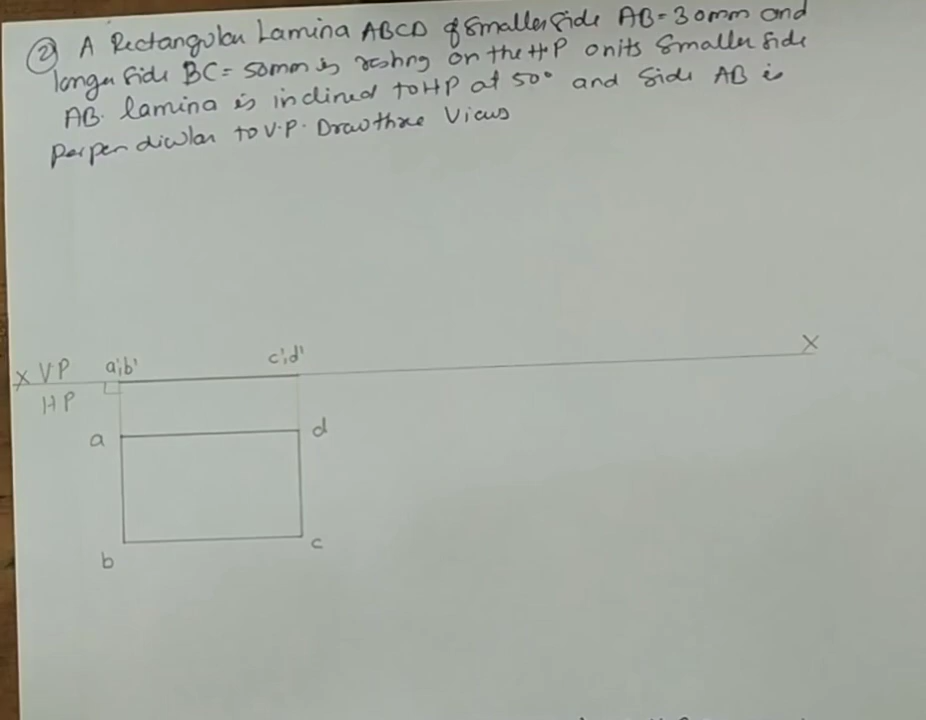 ② A Rectangular Lamina ABCD of Smaller Side AB=30mm and
longer Side BC=50mm is resting on the HP on its Smaller Side
AB. lamina is inclined to HP at 50° and Side AB is
perpendicular to V.P. Draw three Views
X VP a'b' c'd' X
HP
a d
b c